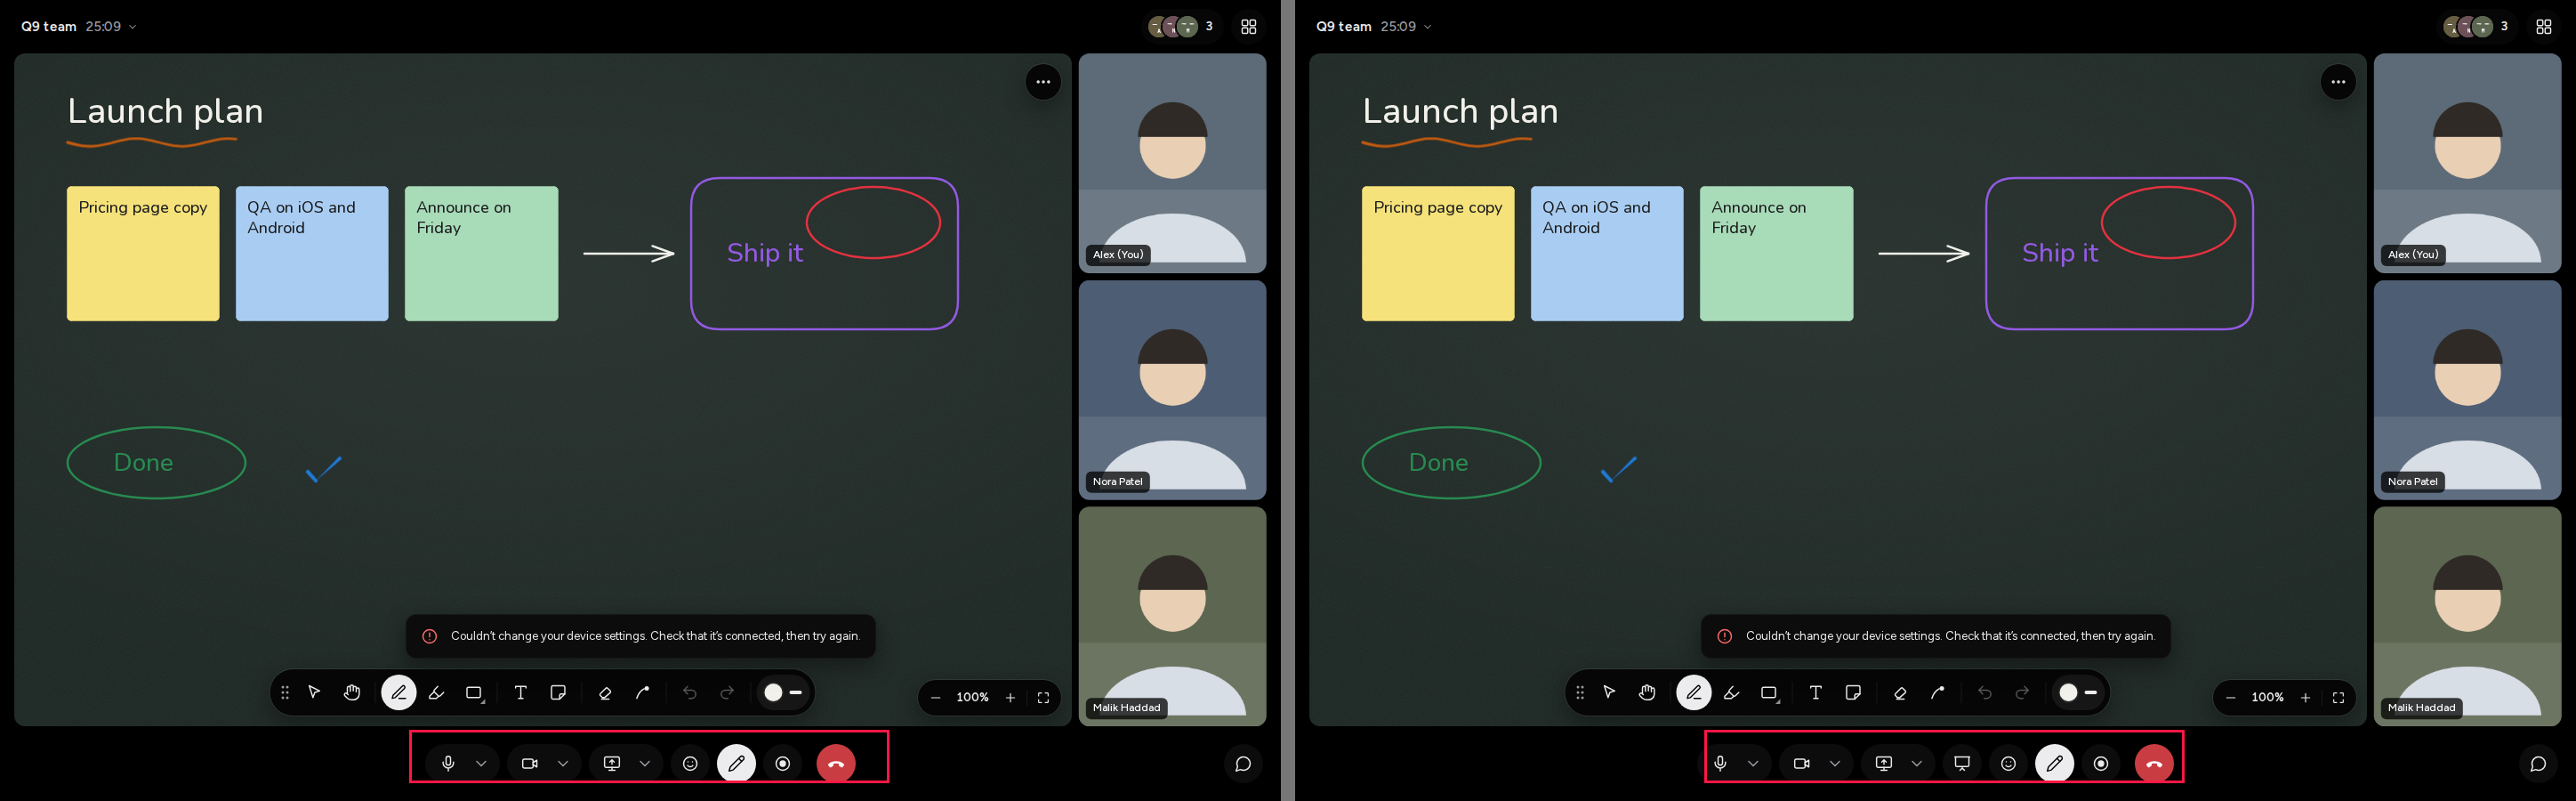 Q9 team 25:09
3
Launch plan
Pricing page copy
QA on iOS and
Android
Announce on
Friday
Ship it
Done
Alex (You)
Nora Patel
Malik Haddad
Couldn't change your device settings. Check that it's connected, then try again.
100%
Q9 team 25:09
3
Launch plan
Pricing page copy
QA on iOS and
Android
Announce on
Friday
Ship it
Done
Alex (You)
Nora Patel
Malik Haddad
Couldn't change your device settings. Check that it's connected, then try again.
100%